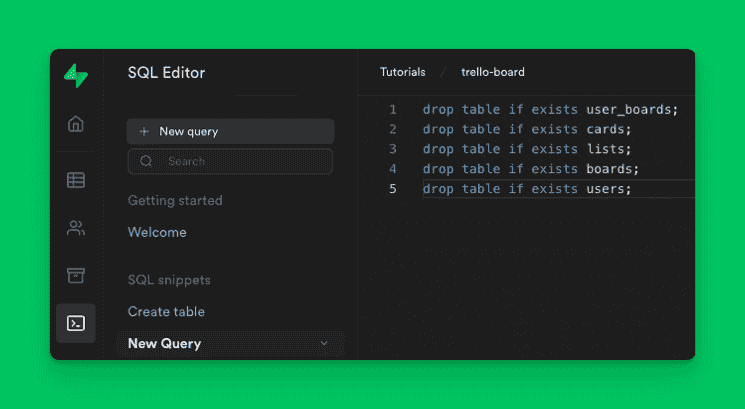 SQL Editor
+ New query
Search
Getting started
Welcome
SQL snippets
Create table
New Query
Tutorials / trello-board
1 drop table if exists user_boards;
2 drop table if exists cards;
3 drop table if exists lists;
4 drop table if exists boards;
5 drop table if exists users;